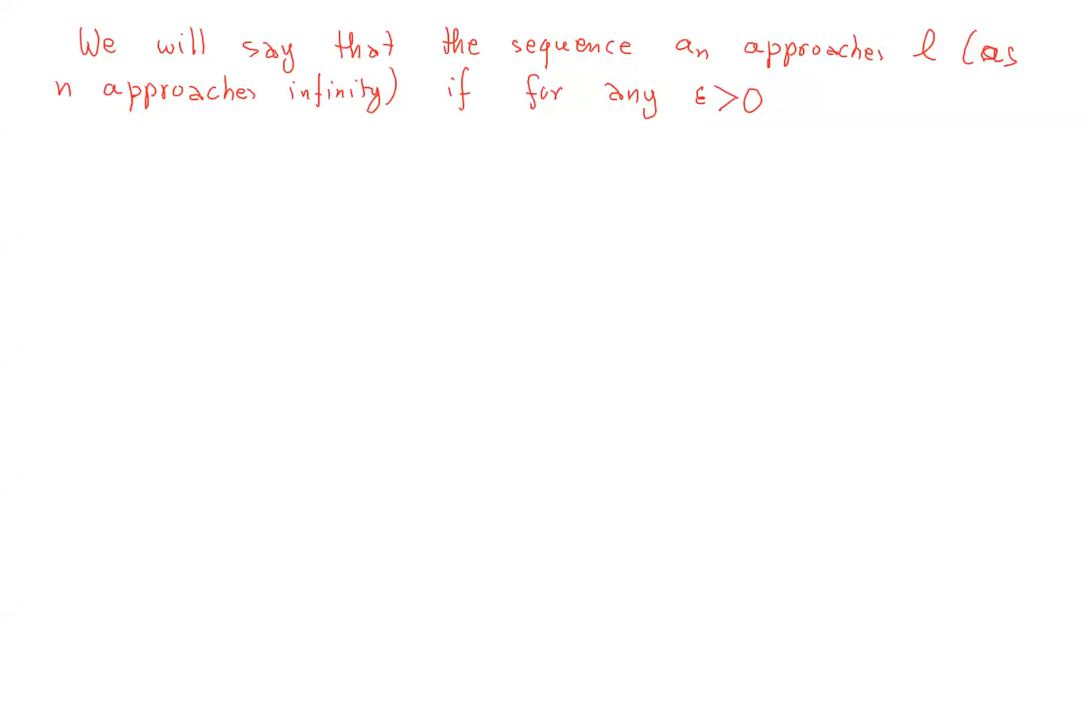 We will say that the sequence an approaches l (as
n approaches infinity) if for any ε>0